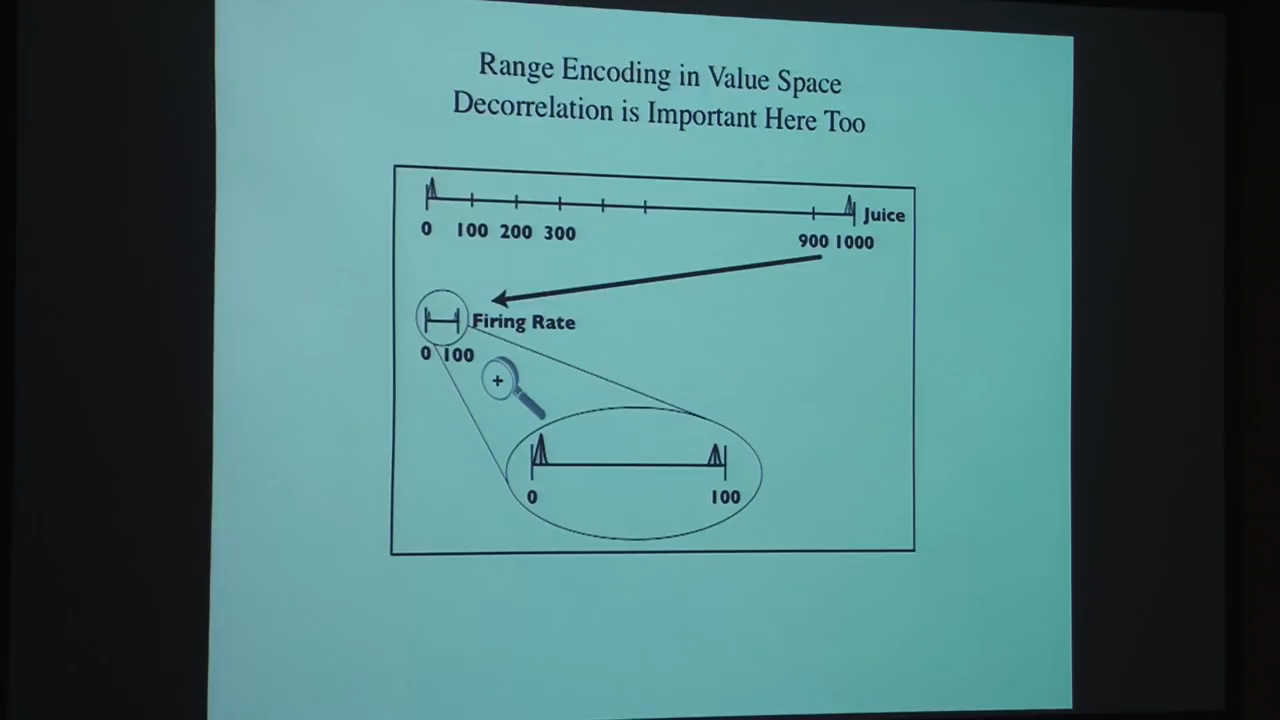 Range Encoding in Value Space
Decorrelation is Important Here Too
Juice
0 100 200 300 900 1000
Firing Rate
0 100
+
0 100